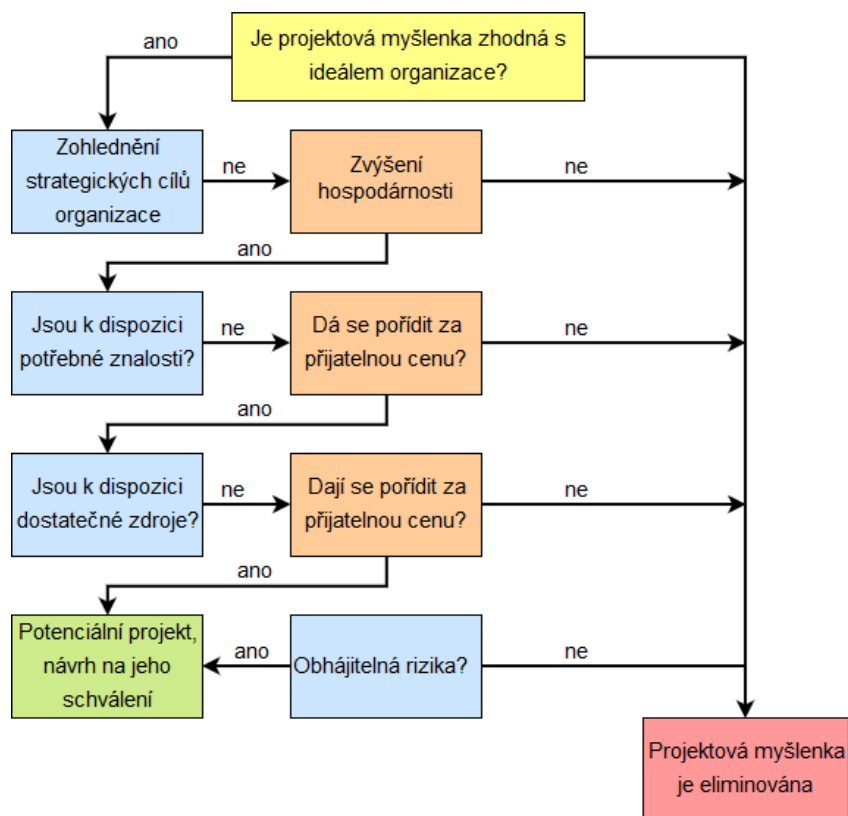 ano
Je projektová myšlenka zhodná s
ideálem organizace?
Zohlednění
strategických cílů
organizace
ne
Zvýšení
hospodárnosti
ne
ano
Jsou k dispozici
potřebné znalosti?
ne
Dá se pořídit za
přijatelnou cenu?
ne
ano
Jsou k dispozici
dostatečné zdroje?
ne
Dají se pořídit za
přijatelnou cenu?
ne
ano
Potenciální projekt,
návrh na jeho
schválení
ano
Obhájitelná rizika?
ne
Projektová myšlenka
je eliminována